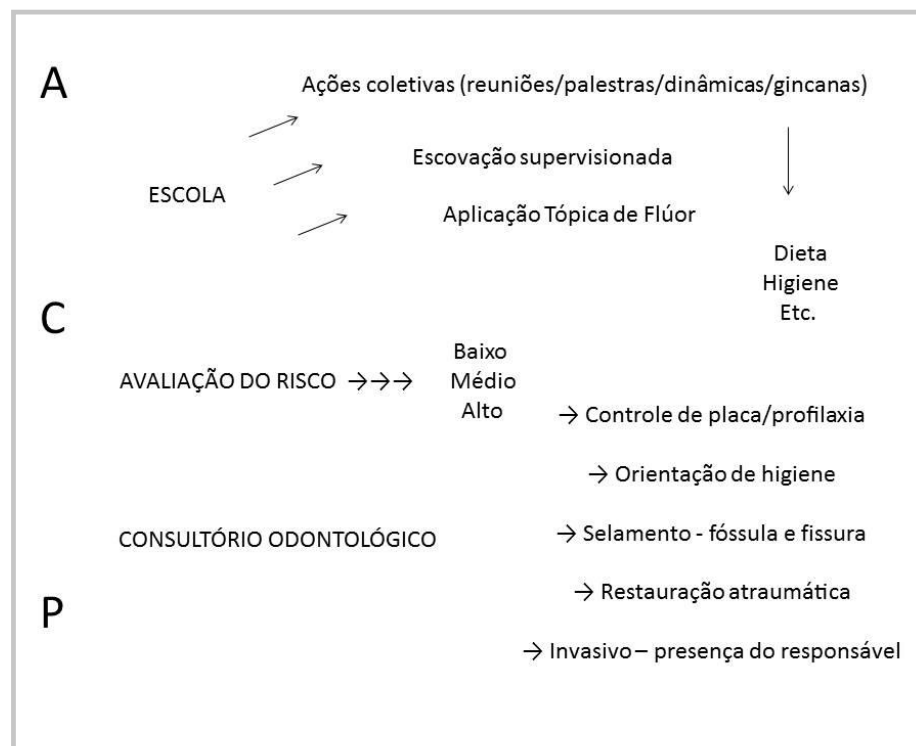 A
Ações coletivas (reuniões/palestras/dinâmicas/gincanas)
Escovação supervisionada
ESCOLA
Aplicação Tópica de Flúor
Dieta
Higiene
Etc.
C
AVALIAÇÃO DO RISCO →→→
Baixo
Médio
Alto
→ Controle de placa/profilaxia
→ Orientação de higiene
CONSULTÓRIO ODONTOLÓGICO
→ Selamento - fóssula e fissura
→ Restauração atraumática
P
→ Invasivo – presença do responsável